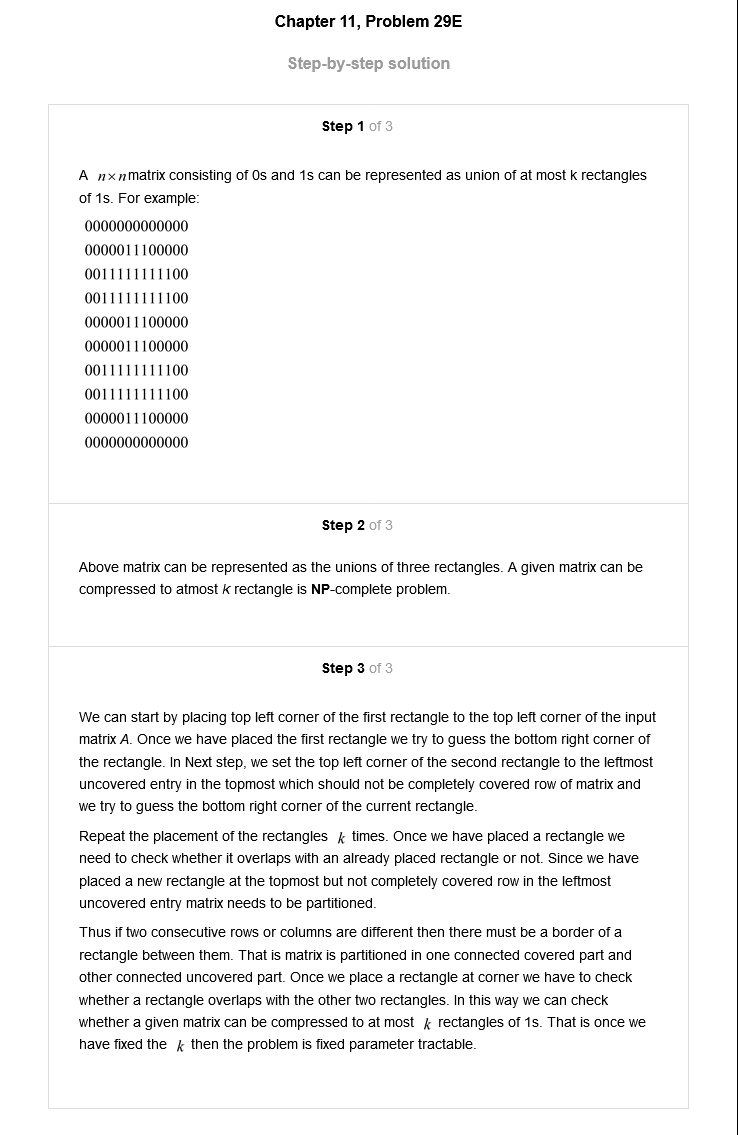 Chapter 11, Problem 29E
Step-by-step solution
Step 1 of 3
A n×n matrix consisting of 0s and 1s can be represented as union of at most k rectangles
of 1s. For example:
0000000000000
0000011100000
0011111111100
0011111111100
0000011100000
0000011100000
0011111111100
0011111111100
0000011100000
0000000000000
Step 2 of 3
Above matrix can be represented as the unions of three rectangles. A given matrix can be
compressed to atmost k rectangle is NP-complete problem.
Step 3 of 3
We can start by placing top left corner of the first rectangle to the top left corner of the input
matrix A. Once we have placed the first rectangle we try to guess the bottom right corner of
the rectangle. In Next step, we set the top left corner of the second rectangle to the leftmost
uncovered entry in the topmost which should not be completely covered row of matrix and
we try to guess the bottom right corner of the current rectangle.
Repeat the placement of the rectangles k times. Once we have placed a rectangle we
need to check whether it overlaps with an already placed rectangle or not. Since we have
placed a new rectangle at the topmost but not completely covered row in the leftmost
uncovered entry matrix needs to be partitioned.
Thus if two consecutive rows or columns are different then there must be a border of a
rectangle between them. That is matrix is partitioned in one connected covered part and
other connected uncovered part. Once we place a rectangle at corner we have to check
whether a rectangle overlaps with the other two rectangles. In this way we can check
whether a given matrix can be compressed to at most k rectangles of 1s. That is once we
have fixed the k then the problem is fixed parameter tractable.